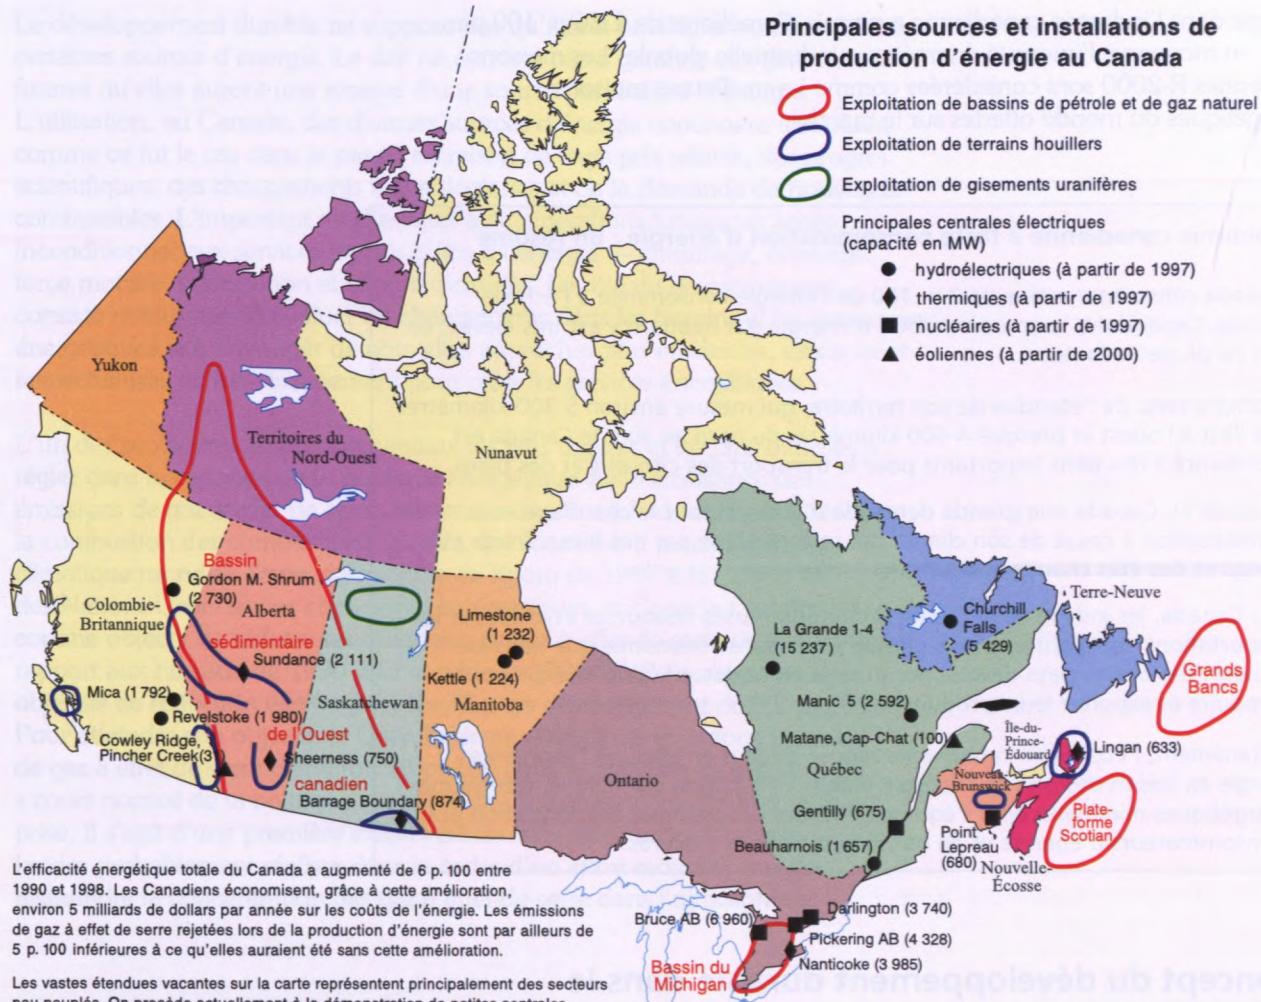 Principales sources et installations de
production d'énergie au Canada
Exploitation de bassins de pétrole et de gaz naturel
Exploitation de terrains houillers
Exploitation de gisements uranifères
Principales centrales électriques
(capacité en MW)
hydroélectriques (à partir de 1997)
thermiques (à partir de 1997)
nucléaires (à partir de 1997)
éoliennes (à partir de 2000)
Yukon
Territoires du
Nord-Ouest
Nunavut
Bassin
sédimentaire
de l'Ouest
canadien
Gordon M. Shrum
(2 730)
Colombie-
Britannique
Alberta
Sundance (2 111)
Mica (1 792)
Revelstoke (1 980)/
Cowley Ridge,
Pincher Creek(3
Sheerness (750)
Barrage Boundary (874)
Saskatchewan
Limestone
(1 232)
Kettle (1 224)
Manitoba
Ontario
La Grande 1-4
(15 237)
Churchill
Falls
(5 429)
Terre-Neuve
Grands
Bancs
Manic 5 (2 592)
Matane, Cap-Chat (100)
Québec
Île-du-
Prince-
Édouard
Lingan (633)
Nouveau
Brunswick
Gentilly (675)
Beauharnois (1 657)
Point
Lepreau
(680)
Plate-
forme
Scotian
Nouvelle-
Écosse
Bruce AB (6 960)
Darlington (3 740)
Pickering AB (4 328)
Nanticoke (3 985)
Bassin du
Michigan
L'efficacité énergétique totale du Canada a augmenté de 6 p. 100 entre
1990 et 1998. Les Canadiens économisent, grâce à cette amélioration,
environ 5 milliards de dollars par année sur les coûts de l'énergie. Les émissions
de gaz à effet de serre rejetées lors de la production d'énergie sont par ailleurs de
5 p. 100 inférieures à ce qu'elles auraient été sans cette amélioration.
Les vastes étendues vacantes sur la carte représentent principalement des secteurs